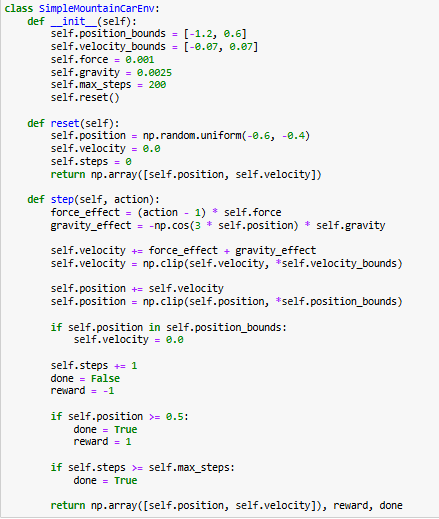 class SimpleMountainCarEnv:
    def __init__(self):
        self.position_bounds = [-1.2, 0.6]
        self.velocity_bounds = [-0.07, 0.07]
        self.force = 0.001
        self.gravity = 0.0025
        self.max_steps = 200
        self.reset()

    def reset(self):
        self.position = np.random.uniform(-0.6, -0.4)
        self.velocity = 0.0
        self.steps = 0
        return np.array([self.position, self.velocity])

    def step(self, action):
        force_effect = (action - 1) * self.force
        gravity_effect = -np.cos(3 * self.position) * self.gravity

        self.velocity += force_effect + gravity_effect
        self.velocity = np.clip(self.velocity, *self.velocity_bounds)

        self.position += self.velocity
        self.position = np.clip(self.position, *self.position_bounds)

        if self.position in self.position_bounds:
            self.velocity = 0.0

        self.steps += 1
        done = False
        reward = -1

        if self.position >= 0.5:
            done = True
            reward = 1

        if self.steps >= self.max_steps:
            done = True

        return np.array([self.position, self.velocity]), reward, done